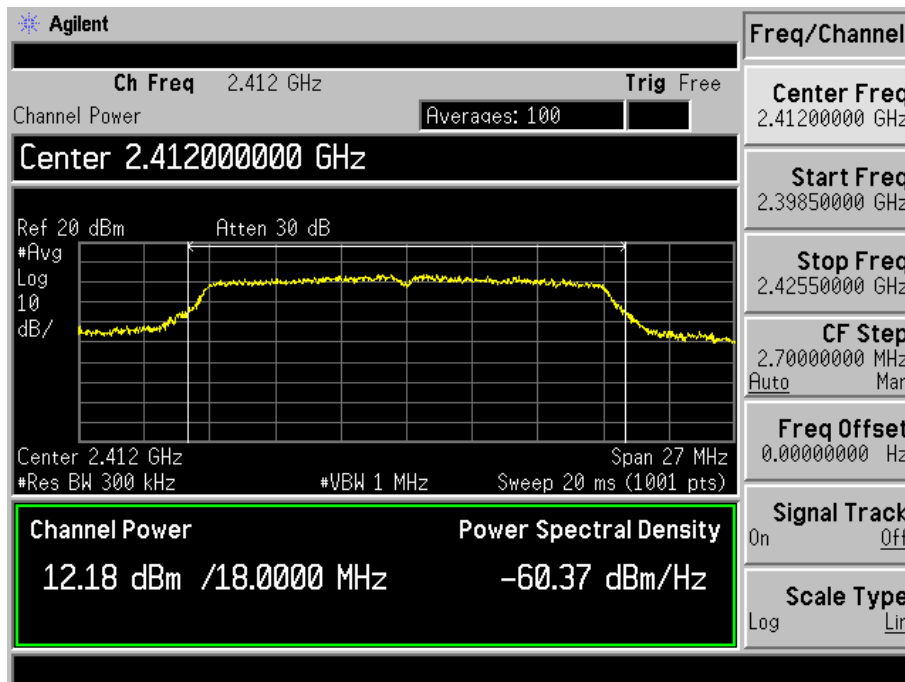 Agilent
Freq/Channel
Ch Freq 2.412 GHz Trig Free
Channel Power Averages: 100
Center 2.412000000 GHz
Ref 20 dBm Atten 30 dB
#Avg
Log
10
dB/
Center 2.412 GHz Span 27 MHz
#Res BW 300 kHz #VBW 1 MHz Sweep 20 ms (1001 pts)
Channel Power Power Spectral Density
12.18 dBm /18.0000 MHz -60.37 dBm/Hz
Center Freq
2.41200000 GHz
Start Freq
2.39850000 GHz
Stop Freq
2.42550000 GHz
CF Step
2.70000000 MHz
Auto Man
Freq Offset
0.00000000 Hz
Signal Track
On Off
Scale Type
Log Lin